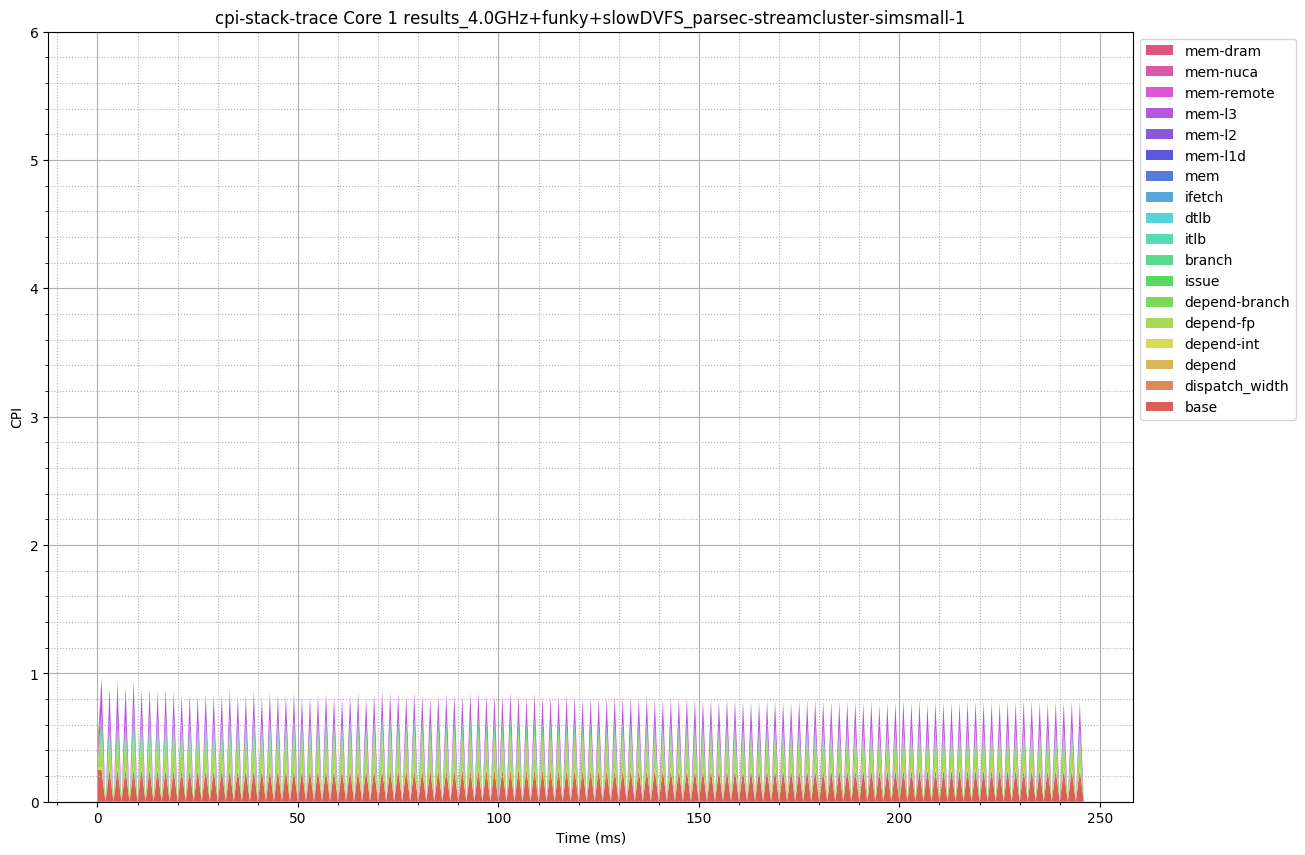 cpi-stack-trace Core 1 results_4.0GHz+funky+slowDVFS_parsec-streamcluster-simsmall-1
6
5
4
3
2
1
0
CPI
0
50
100
150
200
250
Time (ms)
mem-dram
mem-nuca
mem-remote
mem-l3
mem-l2
mem-l1d
mem
ifetch
dtlb
itlb
branch
issue
depend-branch
depend-fp
depend-int
depend
dispatch_width
base